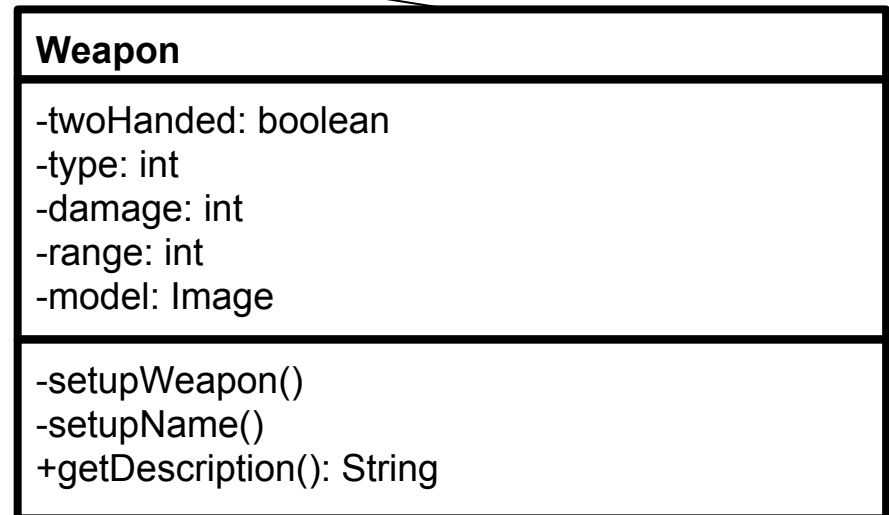 Weapon
-twoHanded: boolean
-type: int
-damage: int
-range: int
-model: Image
-setupWeapon()
-setupName()
+getDescription(): String